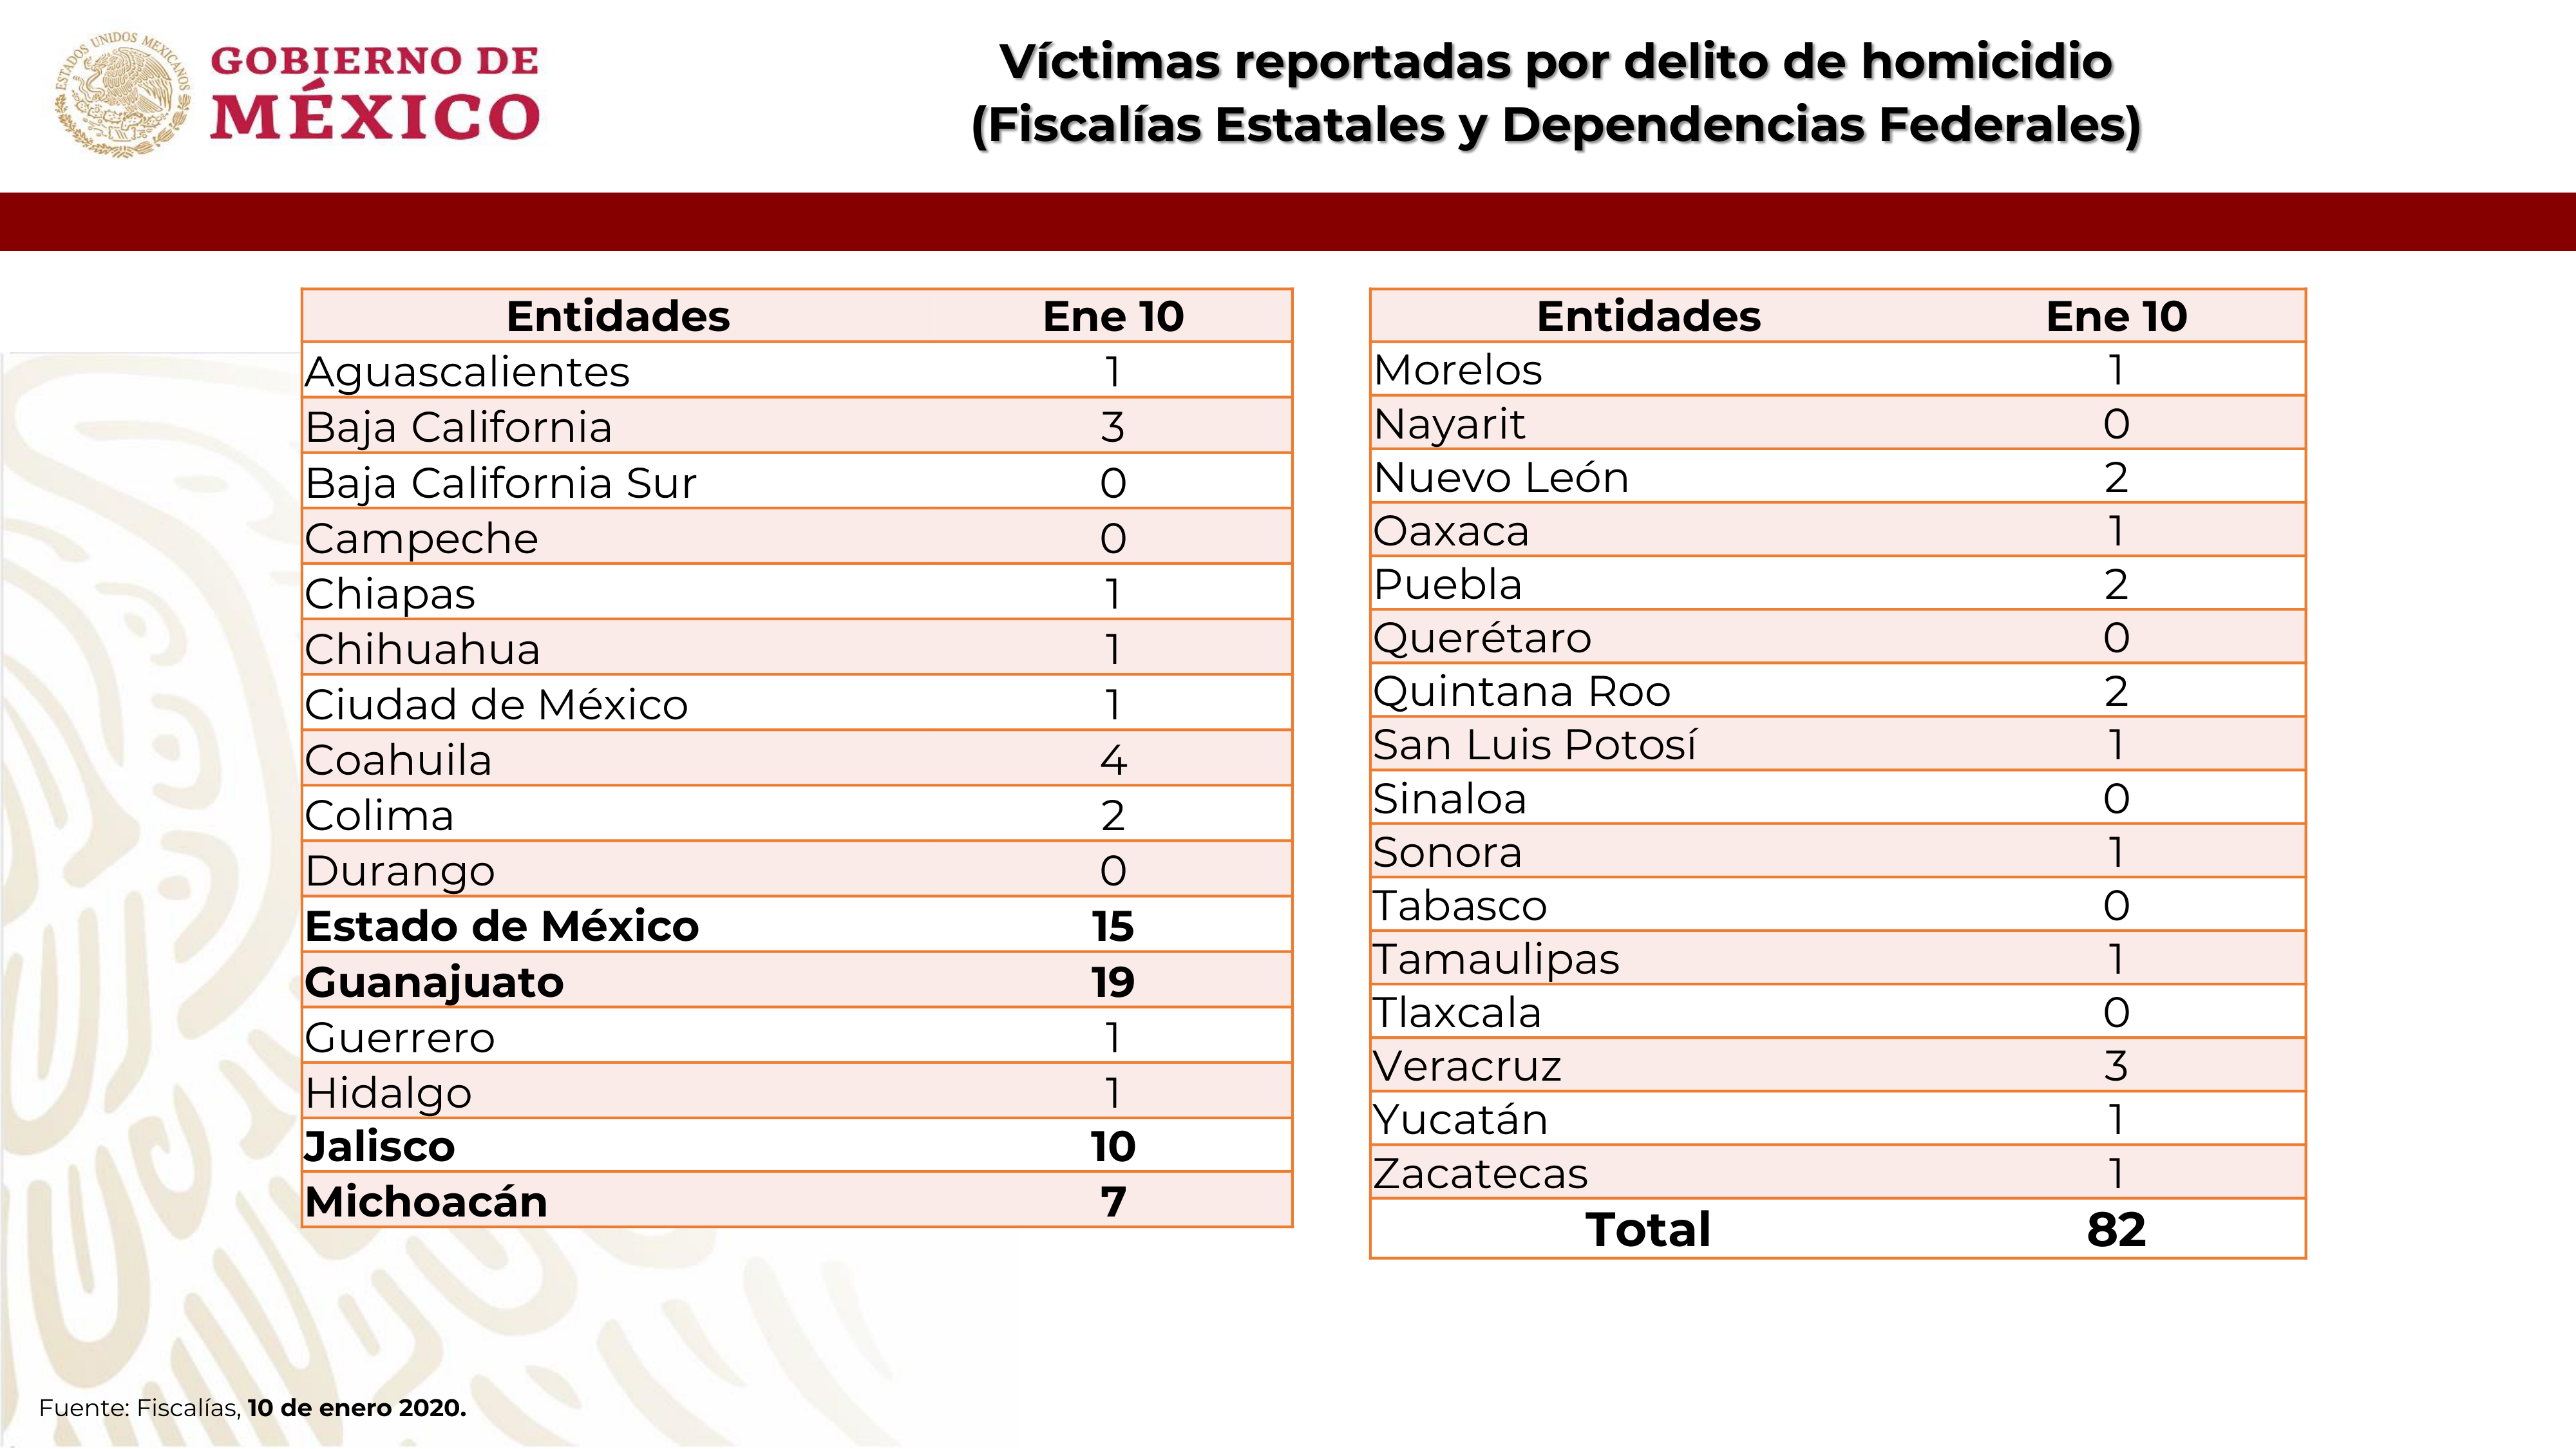 ESTADOS UNIDOS MEXICANOS
GOBIERNO DE
MÉXICO
Víctimas reportadas por delito de homicidio
(Fiscalías Estatales y Dependencias Federales)
Entidades Ene 10
Aguascalientes 1
Baja California 3
Baja California Sur 0
Campeche 0
Chiapas 1
Chihuahua 1
Ciudad de México 1
Coahuila 4
Colima 2
Durango 0
Estado de México 15
Guanajuato 19
Guerrero 1
Hidalgo 1
Jalisco 10
Michoacán 7
Entidades Ene 10
Morelos 1
Nayarit 0
Nuevo León 2
Oaxaca 1
Puebla 2
Querétaro 0
Quintana Roo 2
San Luis Potosí 1
Sinaloa 0
Sonora 1
Tabasco 0
Tamaulipas 1
Tlaxcala 0
Veracruz 3
Yucatán 1
Zacatecas 1
Total 82
Fuente: Fiscalías, 10 de enero 2020.